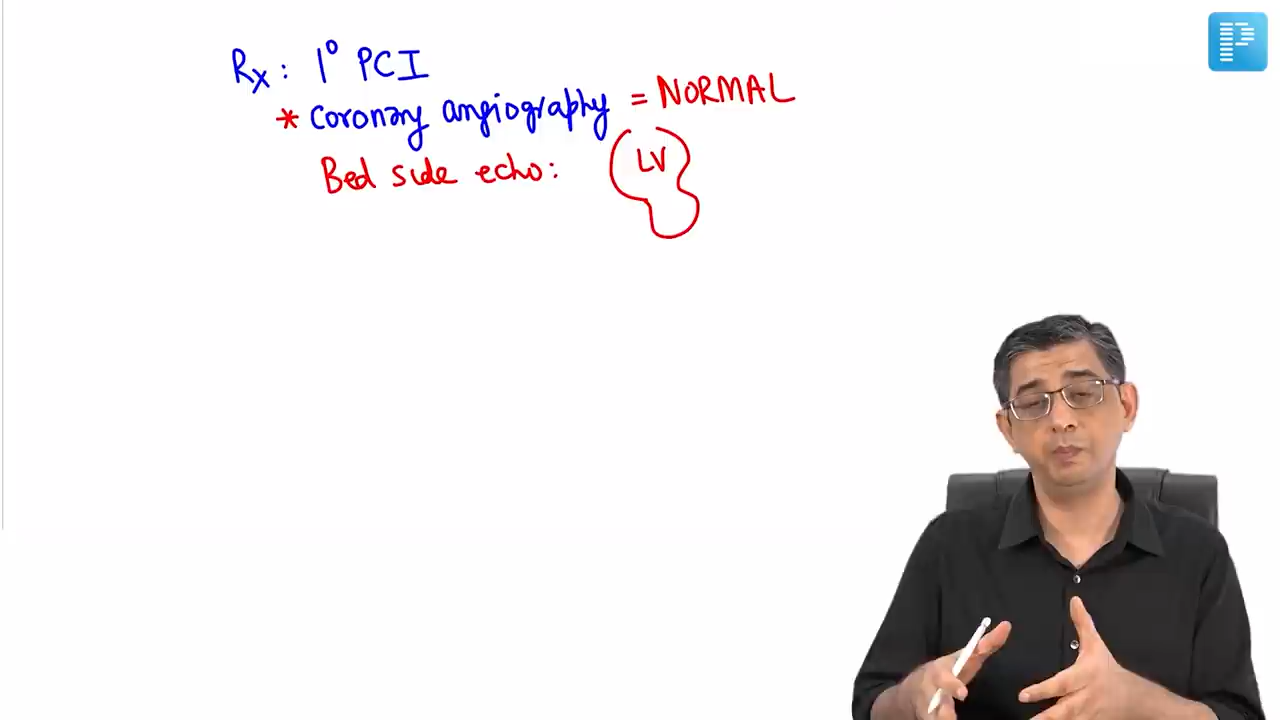 Rx: 1° PCI
* Coronary angiography = NORMAL
Bed side echo: LV